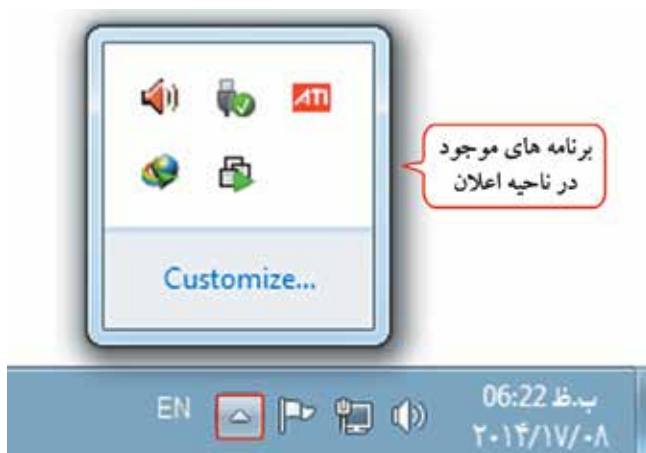 ATI
برنامه های موجود
در ناحیه اعلان
Customize...
EN
06:22 ب.ظ
۲۰۱۴/۱۷/۰۸